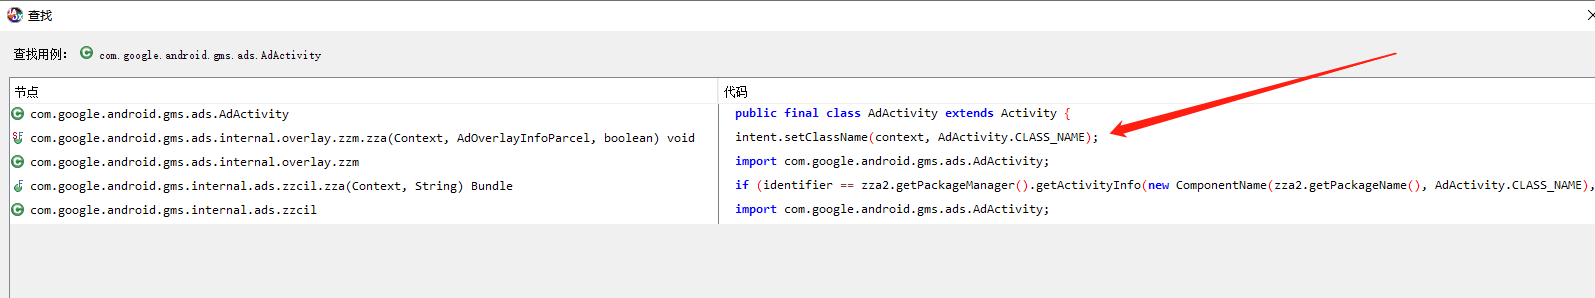 查找
查找用例: com.google.android.gms.ads.AdActivity
节点 代码
com.google.android.gms.ads.AdActivity public final class AdActivity extends Activity {
com.google.android.gms.ads.internal.overlay.zzm.zza(Context, AdOverlayInfoParcel, boolean) void intent.setClassName(context, AdActivity.CLASS_NAME);
com.google.android.gms.ads.internal.overlay.zzm import com.google.android.gms.ads.AdActivity;
com.google.android.gms.internal.ads.zzcil.zza(Context, String) Bundle if (identifier == zza2.getPackageManager().getActivityInfo(new ComponentName(zza2.getPackageName(), AdActivity.CLASS_NAME),
com.google.android.gms.internal.ads.zzcil import com.google.android.gms.ads.AdActivity;